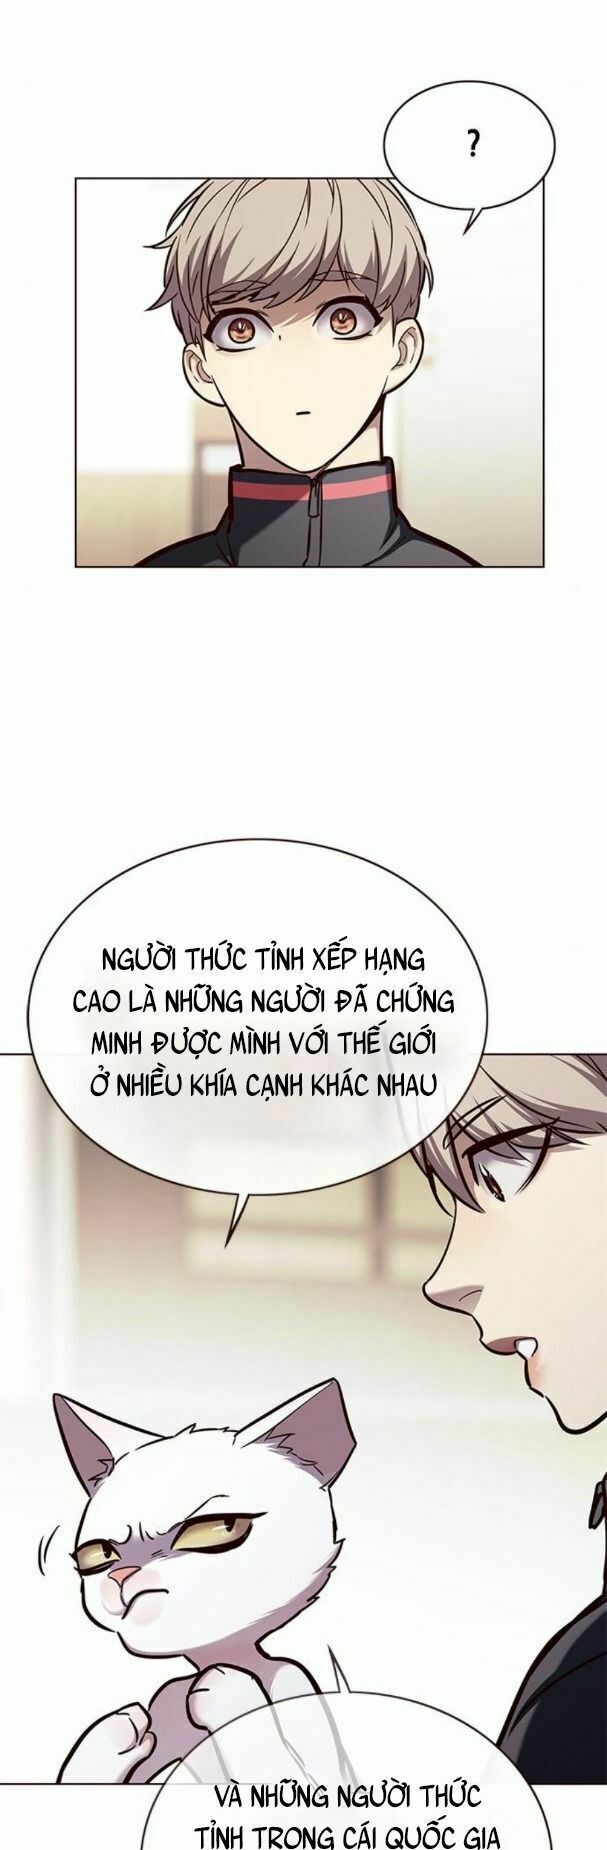 ?
NGƯỜI THỨC TỈNH XẾP HẠNG
CAO LÀ NHỮNG NGƯỜI ĐÃ CHỨNG
MINH ĐƯỢC MÌNH VỚI THẾ GIỚI
Ở NHIỀU KHÍA CẠNH KHÁC NHAU
VÀ NHỮNG NGƯỜI THỨC
TỈNH TRONG CÁI QUỐC GIA